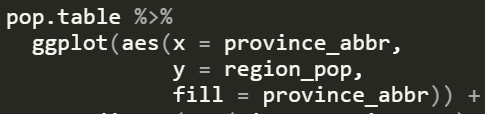 pop.table %>%
ggplot(aes(x = province_abbr,
y = region_pop,
fill = province_abbr)) +